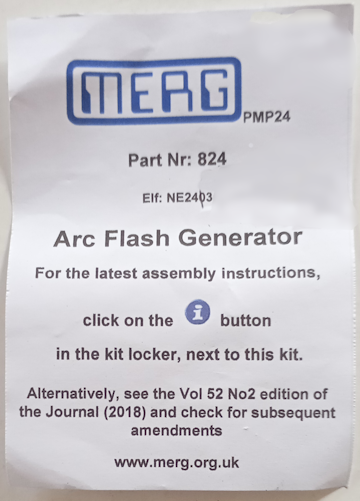 MERG
PMP24
Part Nr: 824
Elf: NE2403
Arc Flash Generator
For the latest assembly instructions,
click on the i button
in the kit locker, next to this kit.
Alternatively, see the Vol 52 No2 edition of
the Journal (2018) and check for subsequent
amendments
www.merg.org.uk